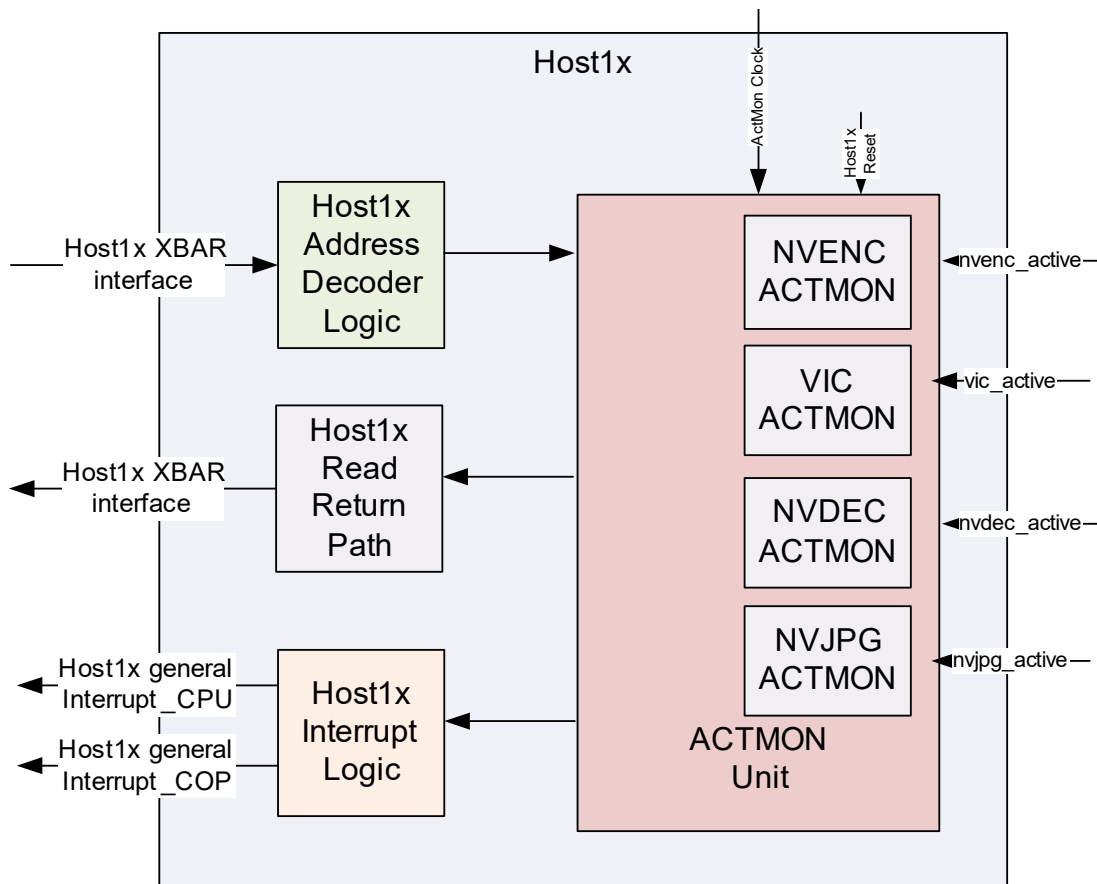 Host1x
ActMon Clock
Host1x
Reset
Host1x
Address
Decoder
Logic
Host1x XBAR
interface
NVENC
ACTMON
nvenc_active
VIC
ACTMON
vic_active
Host1x
Read
Return
Path
Host1x XBAR
interface
NVDEC
ACTMON
nvdec_active
NVJPG
ACTMON
nvjpg_active
Host1x general
Interrupt_CPU
Host1x general
Interrupt_COP
Host1x
Interrupt
Logic
ACTMON
Unit